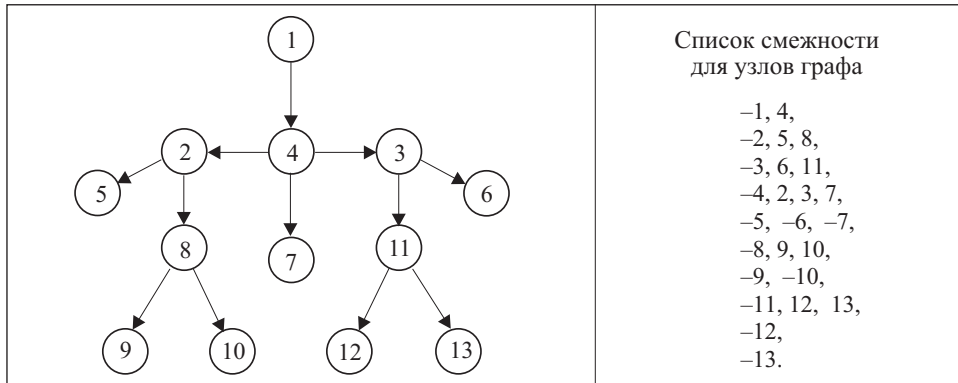 1
2 4 3
5 6
8 7 11
9 10 12 13
Список смежности
для узлов графа
–1, 4,
–2, 5, 8,
–3, 6, 11,
–4, 2, 3, 7,
–5, –6, –7,
–8, 9, 10,
–9, –10,
–11, 12, 13,
–12,
–13.